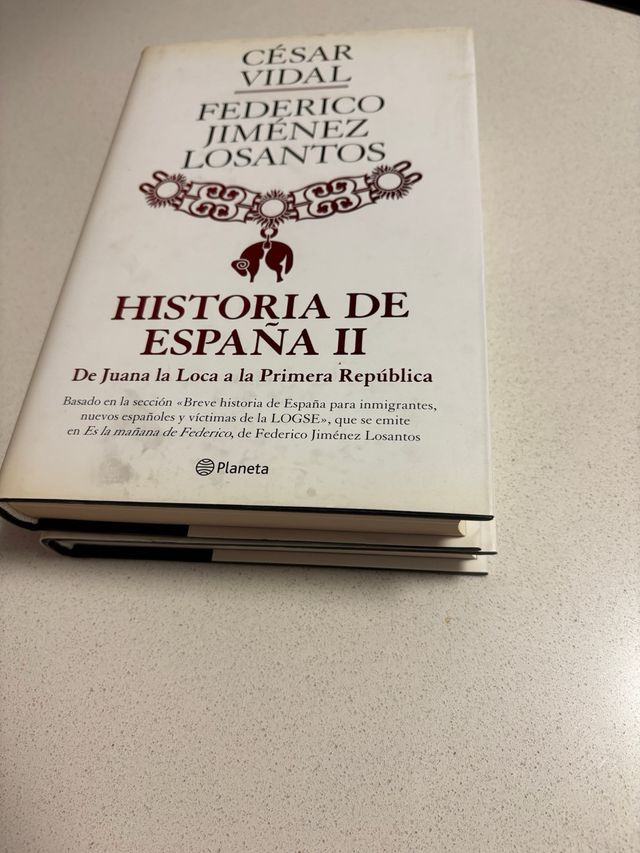 CÉSAR
VIDAL
FEDERICO
JIMÉNEZ
LOSANTOS
HISTORIA DE
ESPAÑA II
De Juana la Loca a la Primera República
Basado en la sección «Breve historia de España para inmigrantes,
nuevos españoles y víctimas de la LOGSE», que se emite
en Es la mañana de Federico, de Federico Jiménez Losantos
Planeta